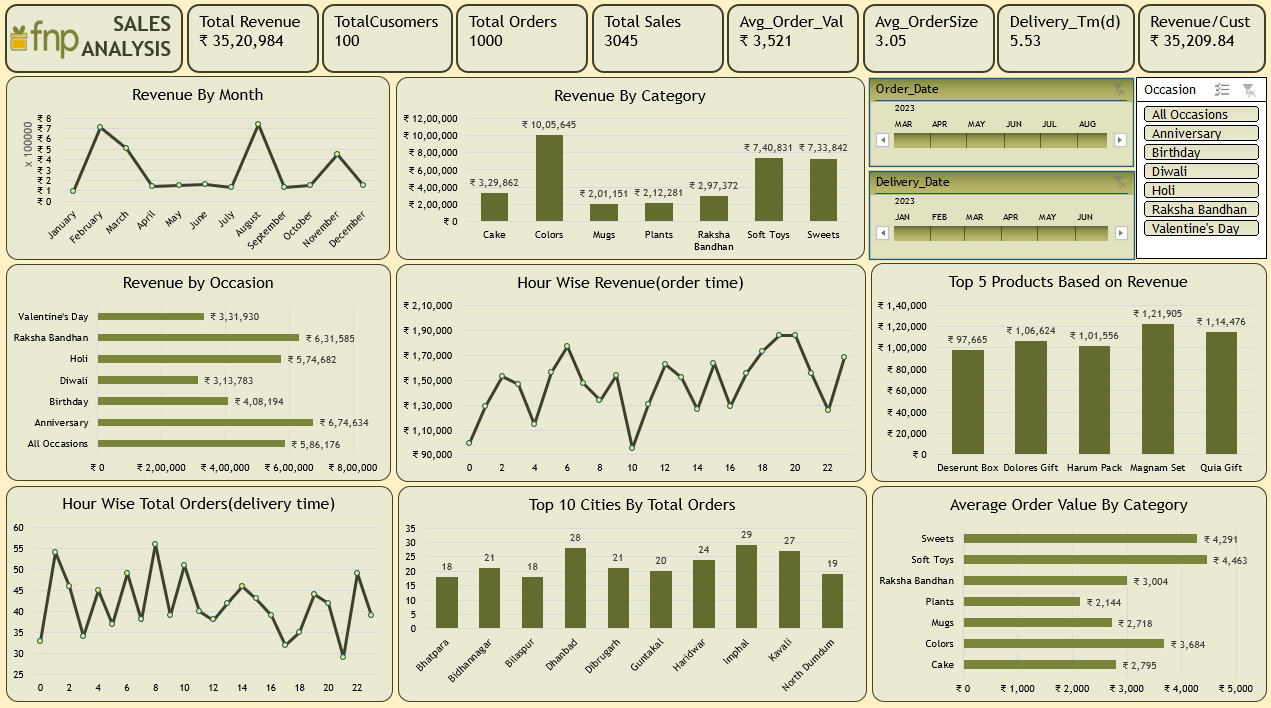 fnp
SALES
ANALYSIS
Total Revenue
₹ 35,20,984
TotalCusomers
100
Total Orders
1000
Total Sales
3045
Avg_Order_Val
₹ 3,521
Avg_OrderSize
3.05
Delivery_Tm(d)
5.53
Revenue/Cust
₹ 35,209.84
Revenue By Month
x 100000
₹ 8
₹ 7
₹ 6
₹ 5
₹ 4
₹ 3
₹ 2
₹ 1
₹ 0
January
February
March
April
May
June
July
August
September
October
November
December
Revenue By Category
₹ 12,00,000
₹ 10,00,000
₹ 8,00,000
₹ 6,00,000
₹ 4,00,000
₹ 2,00,000
₹ 0
₹ 3,29,862
₹ 10,05,645
₹ 2,01,151
₹ 2,12,281
₹ 2,97,372
₹ 7,40,831
₹ 7,33,842
Cake
Colors
Mugs
Plants
Raksha
Bandhan
Soft Toys
Sweets
Order_Date
2023
MAR APR MAY JUN JUL AUG
Delivery_Date
2023
JAN FEB MAR APR MAY JUN
Occasion
All Occasions
Anniversary
Birthday
Diwali
Holi
Raksha Bandhan
Valentine's Day
Revenue by Occasion
Valentine's Day ₹ 3,31,930
Raksha Bandhan ₹ 6,31,585
Holi ₹ 5,74,682
Diwali ₹ 3,13,783
Birthday ₹ 4,08,194
Anniversary ₹ 6,74,634
All Occasions ₹ 5,86,176
₹ 0 ₹ 2,00,000 ₹ 4,00,000 ₹ 6,00,000 ₹ 8,00,000
Hour Wise Revenue(order time)
₹ 2,10,000
₹ 1,90,000
₹ 1,70,000
₹ 1,50,000
₹ 1,30,000
₹ 1,10,000
₹ 90,000
0 2 4 6 8 10 12 14 16 18 20 22
Top 5 Products Based on Revenue
₹ 1,40,000
₹ 1,20,000
₹ 1,00,000
₹ 80,000
₹ 60,000
₹ 40,000
₹ 20,000
₹ 0
₹ 97,665
₹ 1,06,624
₹ 1,01,556
₹ 1,21,905
₹ 1,14,476
Deserunt Box Dolores Gift Harum Pack Magnam Set Quia Gift
Hour Wise Total Orders(delivery time)
60
55
50
45
40
35
30
25
0 2 4 6 8 10 12 14 16 18 20 22
Top 10 Cities By Total Orders
35
30
25
20
15
10
5
0
18 21 18 28 21 20 24 29 27 19
Bhatpara
Bidhannagar
Bilaspur
Dhanbad
Dibrugarh
Guntakal
Haridwar
Imphal
Kavali
North Dumdum
Average Order Value By Category
Sweets ₹ 4,291
Soft Toys ₹ 4,463
Raksha Bandhan ₹ 3,004
Plants ₹ 2,144
Mugs ₹ 2,718
Colors ₹ 3,684
Cake ₹ 2,795
₹ 0 ₹ 1,000 ₹ 2,000 ₹ 3,000 ₹ 4,000 ₹ 5,000